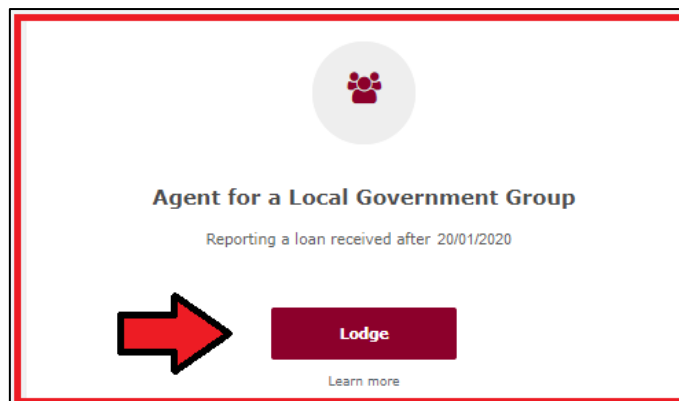 Agent for a Local Government Group
Reporting a loan received after 20/01/2020
Lodge
Learn more